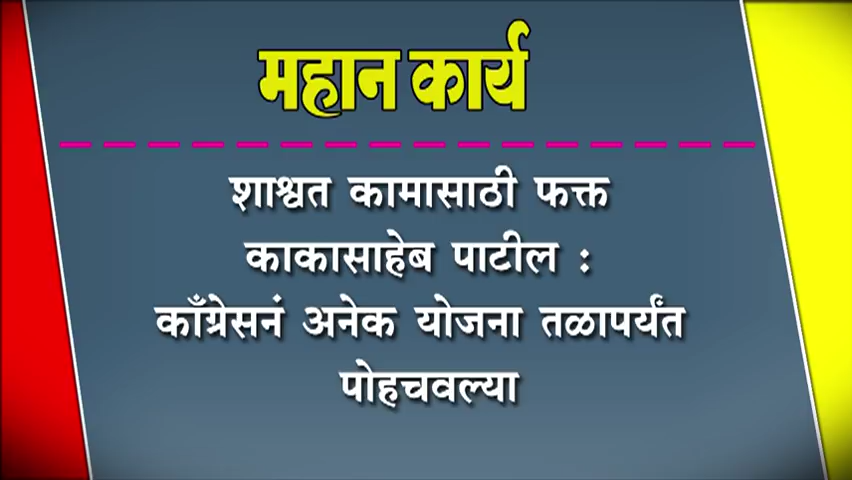 महान कार्य
शाश्वत कामासाठी फक्त
काकासाहेब पाटील :
काँग्रेसनं अनेक योजना तळापर्यंत
पोहचवल्या